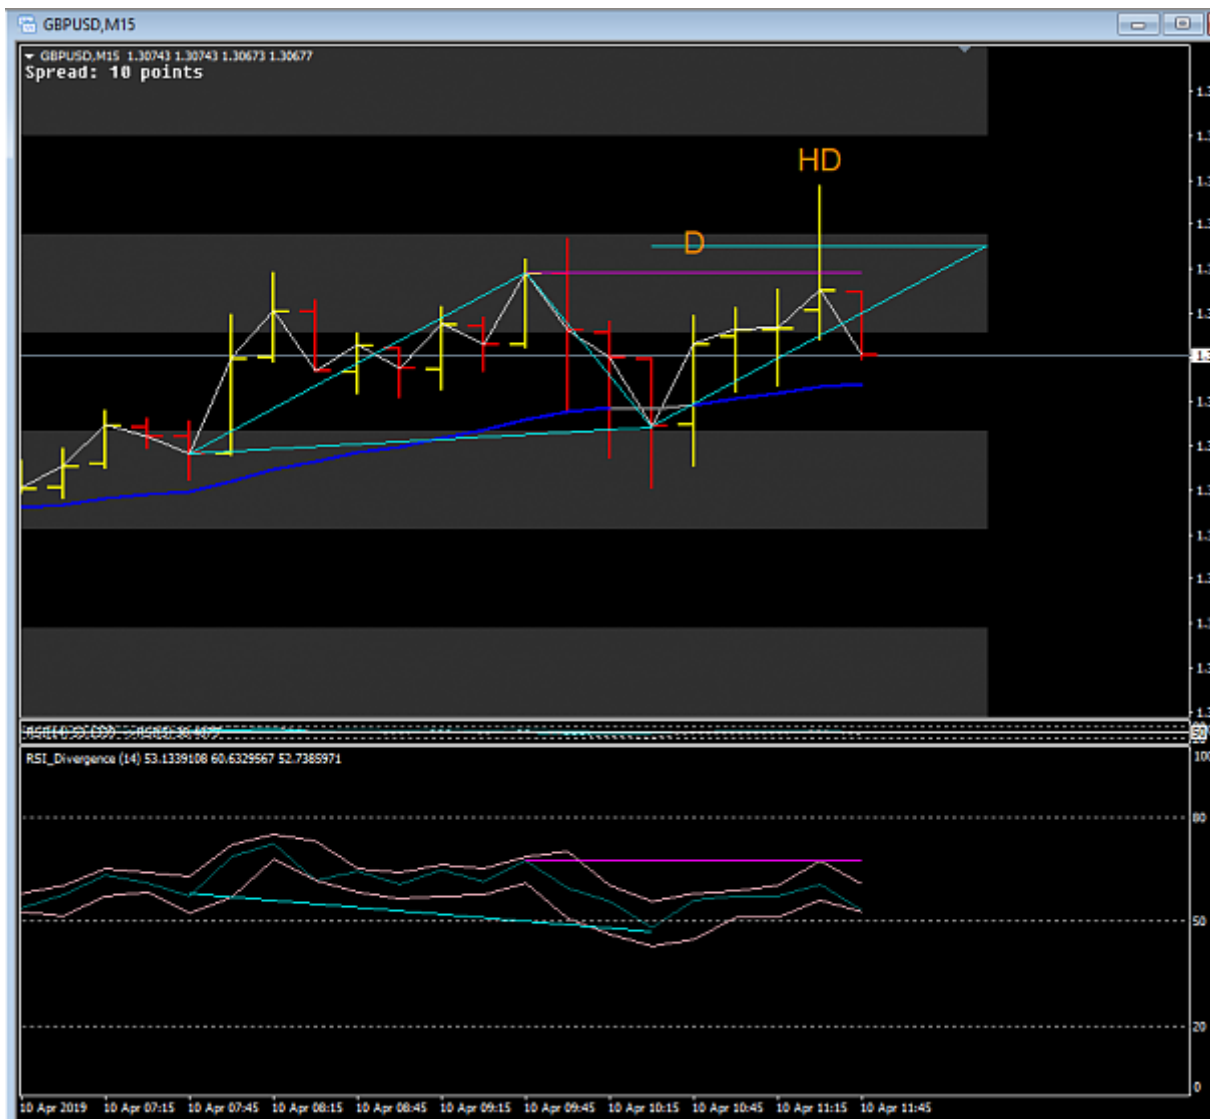 GBPUSD,M15
GBPUSD,M15 1.30743 1.30743 1.30673 1.30677
Spread: 10 points
HD
D
RSI_Divergence (14) 53.1339108 60.6329567 52.7385971
100
80
50
20
0
10 Apr 2019 10 Apr 07:15 10 Apr 07:45 10 Apr 08:15 10 Apr 08:45 10 Apr 09:15 10 Apr 09:45 10 Apr 10:15 10 Apr 10:45 10 Apr 11:15 10 Apr 11:45